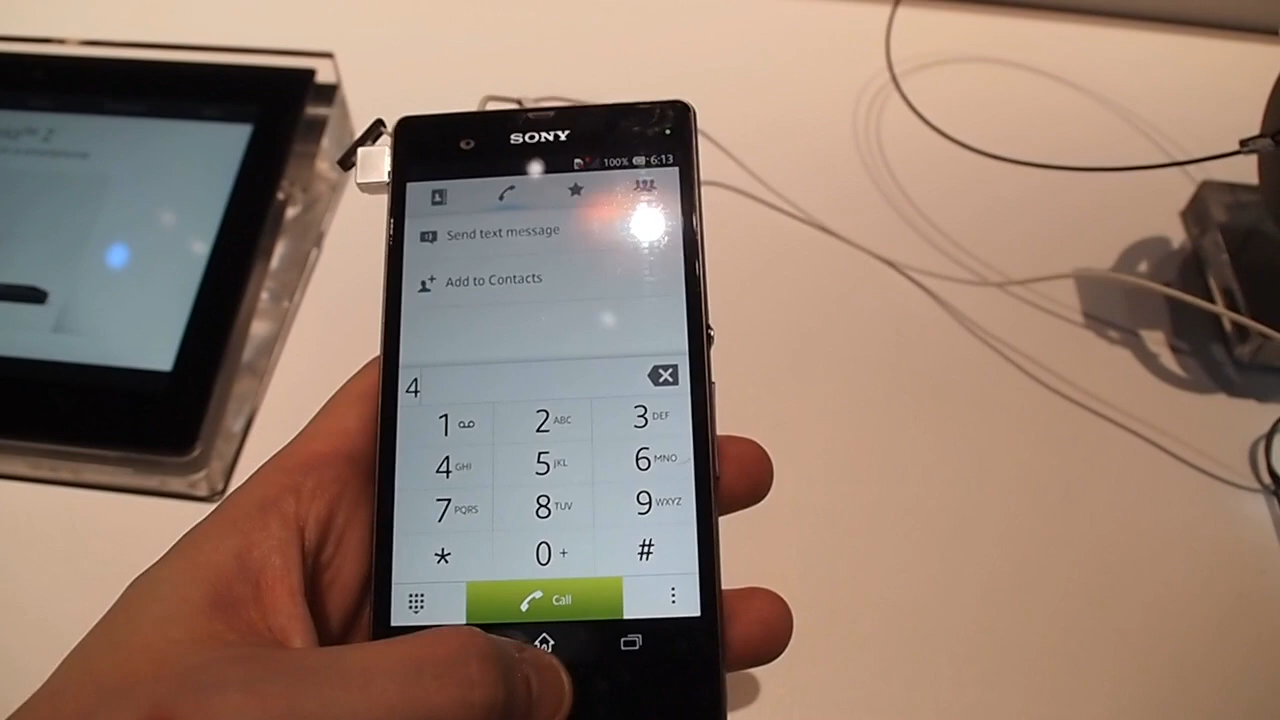 SONY
100% 6:13
Send text message
Add to Contacts
4
1 2 ABC 3 DEF
4 GHI 5 JKL 6 MNO
7 PQRS 8 TUV 9 WXYZ
* 0 + #
Call